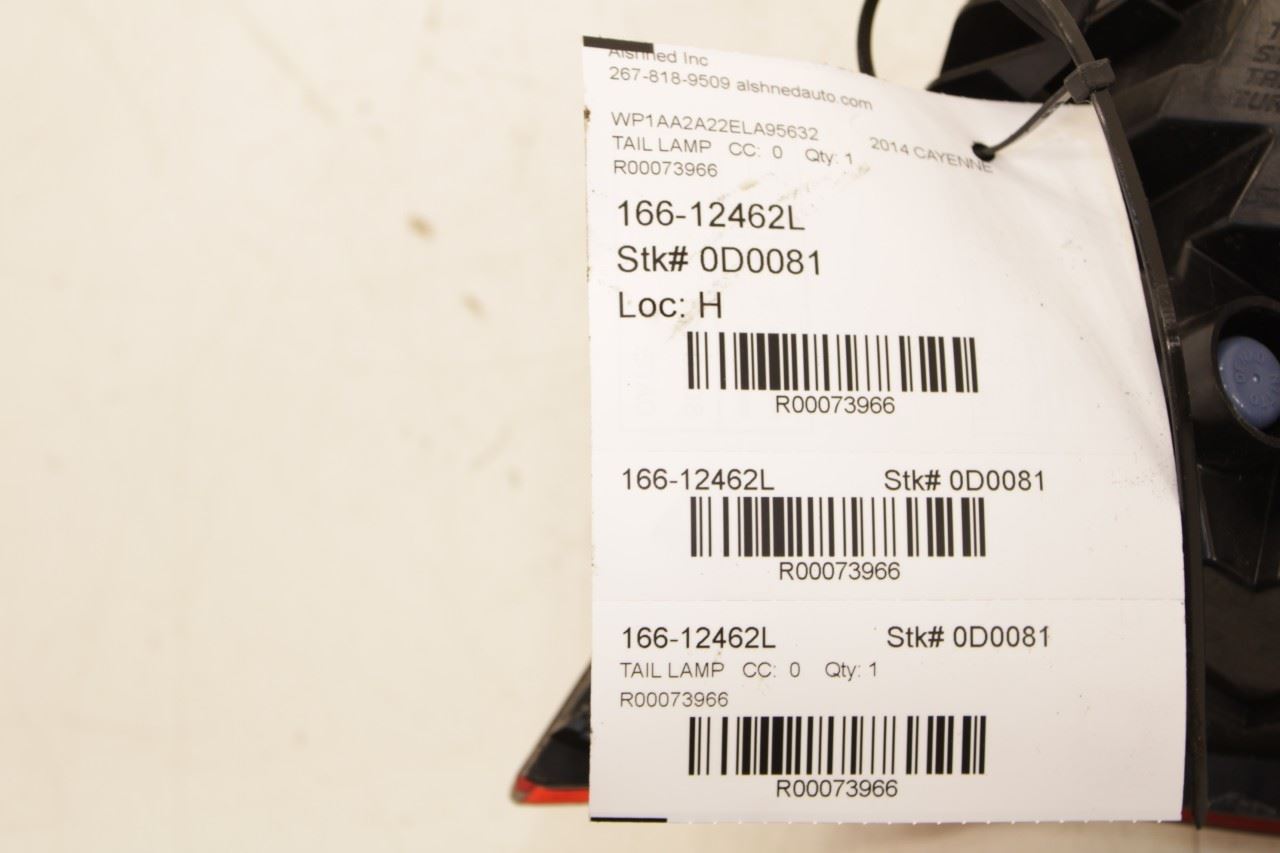 Alshned Inc
267-818-9509 alshnedauto.com
WP1AA2A22ELA95632 2014 CAYENNE
TAIL LAMP CC: 0 Qty: 1
R00073966
166-12462L
Stk# 0D0081
Loc: H
R00073966
166-12462L Stk# 0D0081
R00073966
166-12462L Stk# 0D0081
TAIL LAMP CC: 0 Qty: 1
R00073966
R00073966